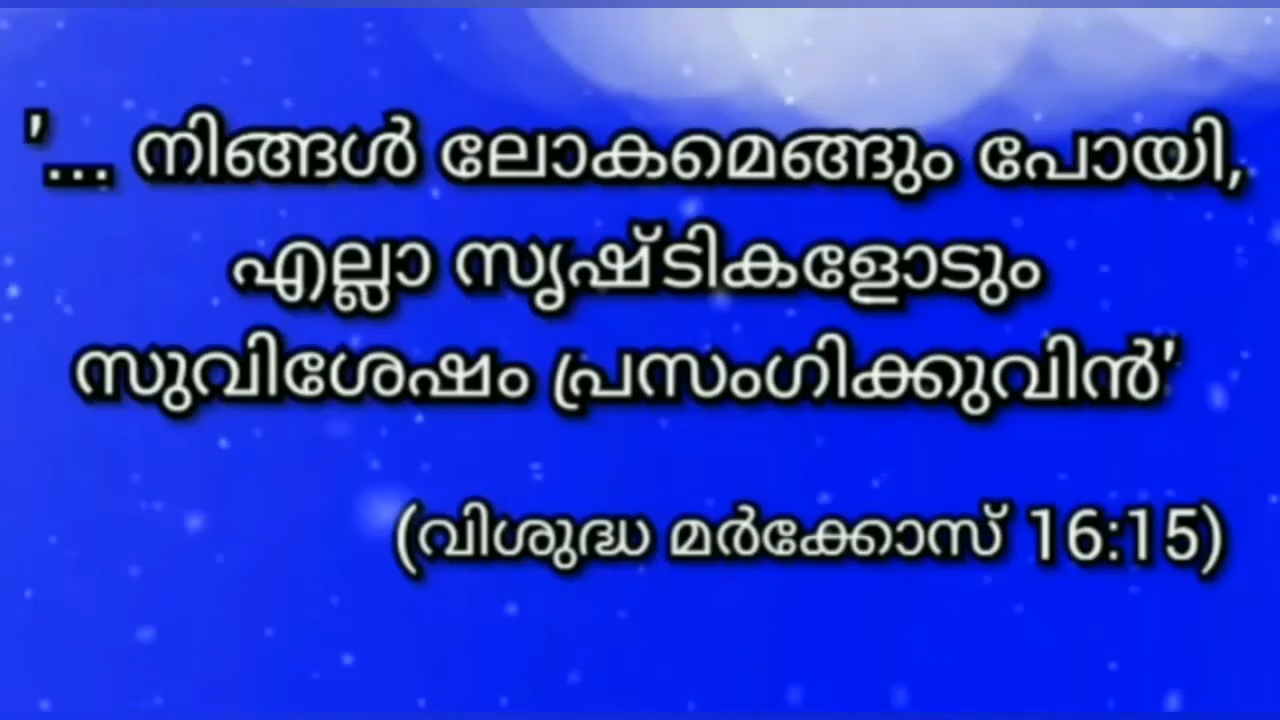 '... നിങ്ങൾ ലോകമെങ്ങും പോയി,
എല്ലാ സൃഷ്ടികളോടും
സുവിശേഷം പ്രസംഗിക്കുവിൻ'
(വിശുദ്ധ മർക്കോസ് 16:15)